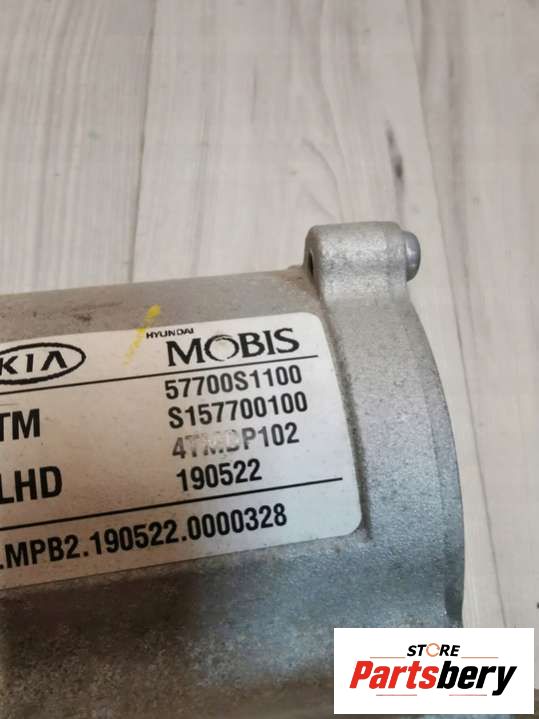 KIA
HYUNDAI
MOBIS
57700S1100
TM S157700100
4TMDP102
LHD 190522
.MPB2.190522.0000328
STORE
Partsbery